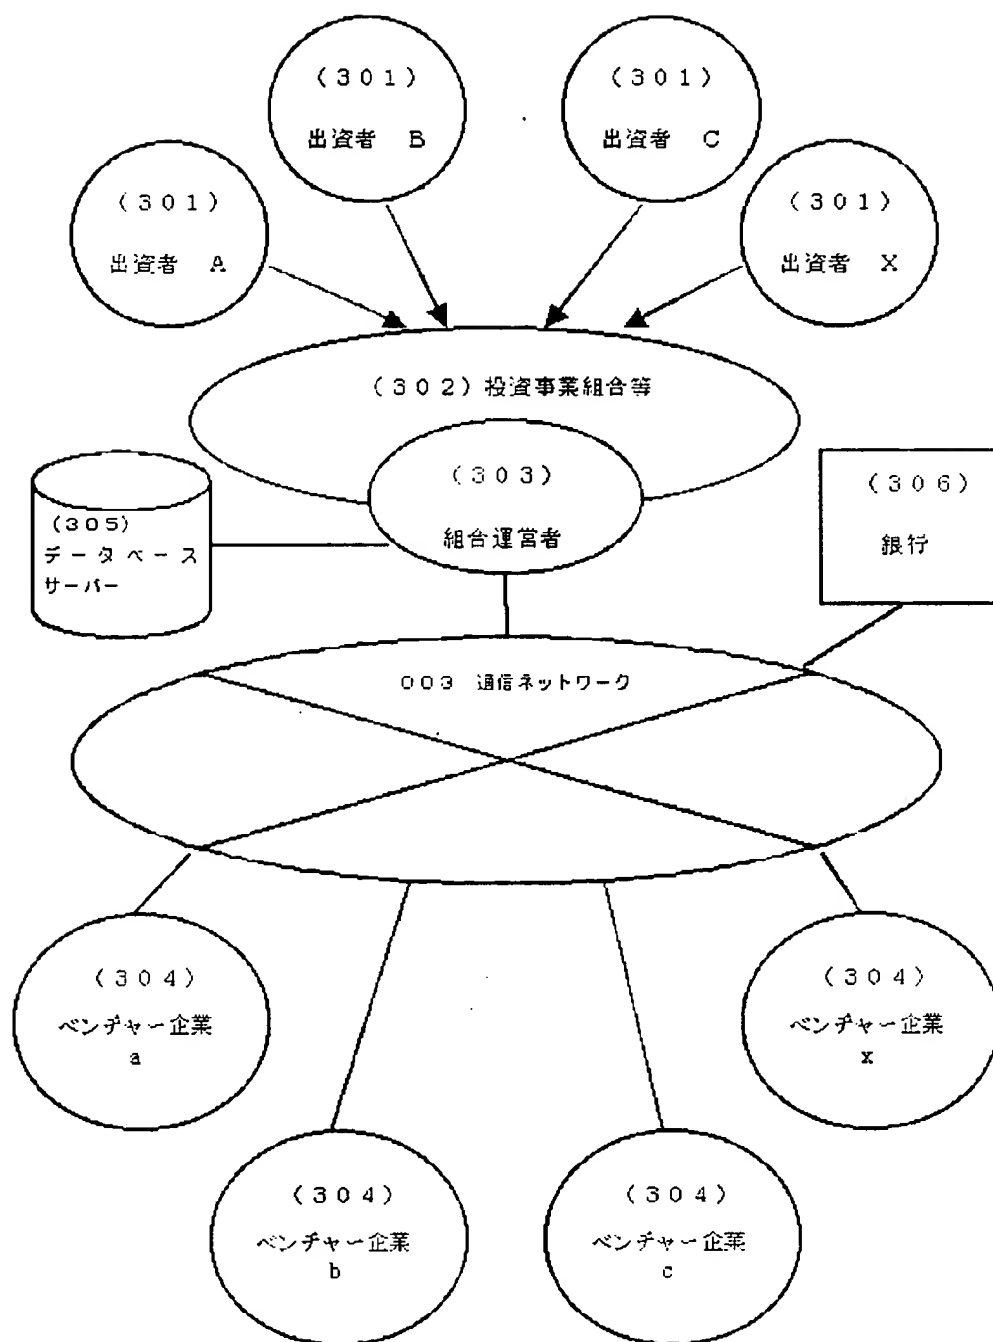 (301)
出資者 B
(301)
出資者 C
(301)
出資者 A
(301)
出資者 X
(302)投資事業組合等
(303)
組合運営者
(305)
データベース
サーバー
(306)
銀行
003 通信ネットワーク
(304)
ベンチャー企業
a
(304)
ベンチャー企業
x
(304)
ベンチャー企業
b
(304)
ベンチャー企業
c